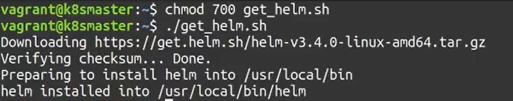 vagrant@k8smaster:~$ chmod 700 get_helm.sh
vagrant@k8smaster:~$ ./get_helm.sh
Downloading https://get.helm.sh/helm-v3.4.0-linux-amd64.tar.gz
Verifying checksum... Done.
Preparing to install helm into /usr/local/bin
helm installed into /usr/local/bin/helm